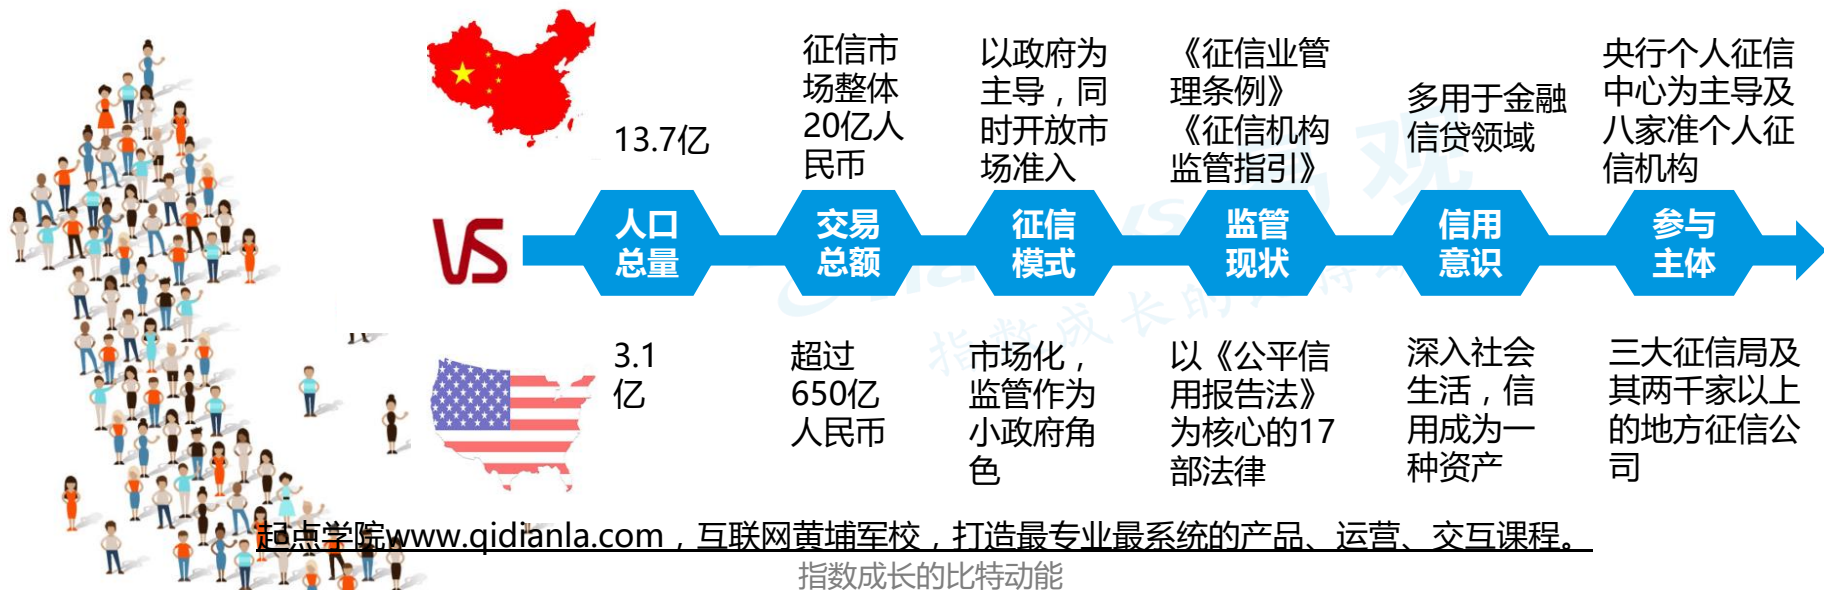 13.7亿
征信市
场整体
20亿人
民币
以政府为
主导，同
时开放市
场准入
《征信业管
理条例》
《征信机构
监管指引》
多用于金融
信贷领域
央行个人征信
中心为主导及
八家准个人征
信机构
VS
人口
总量
交易
总额
征信
模式
监管
现状
信用
意识
参与
主体
3.1
亿
超过
650亿
人民币
市场化，
监管作为
小政府角
色
以《公平信
用报告法》
为核心的17
部法律
深入社会
生活，信
用成为一
种资产
三大征信局及
其两千家以上
的地方征信公
司
起点学院www.qidianla.com，互联网黄埔军校，打造最专业最系统的产品、运营、交互课程。
指数成长的比特动能